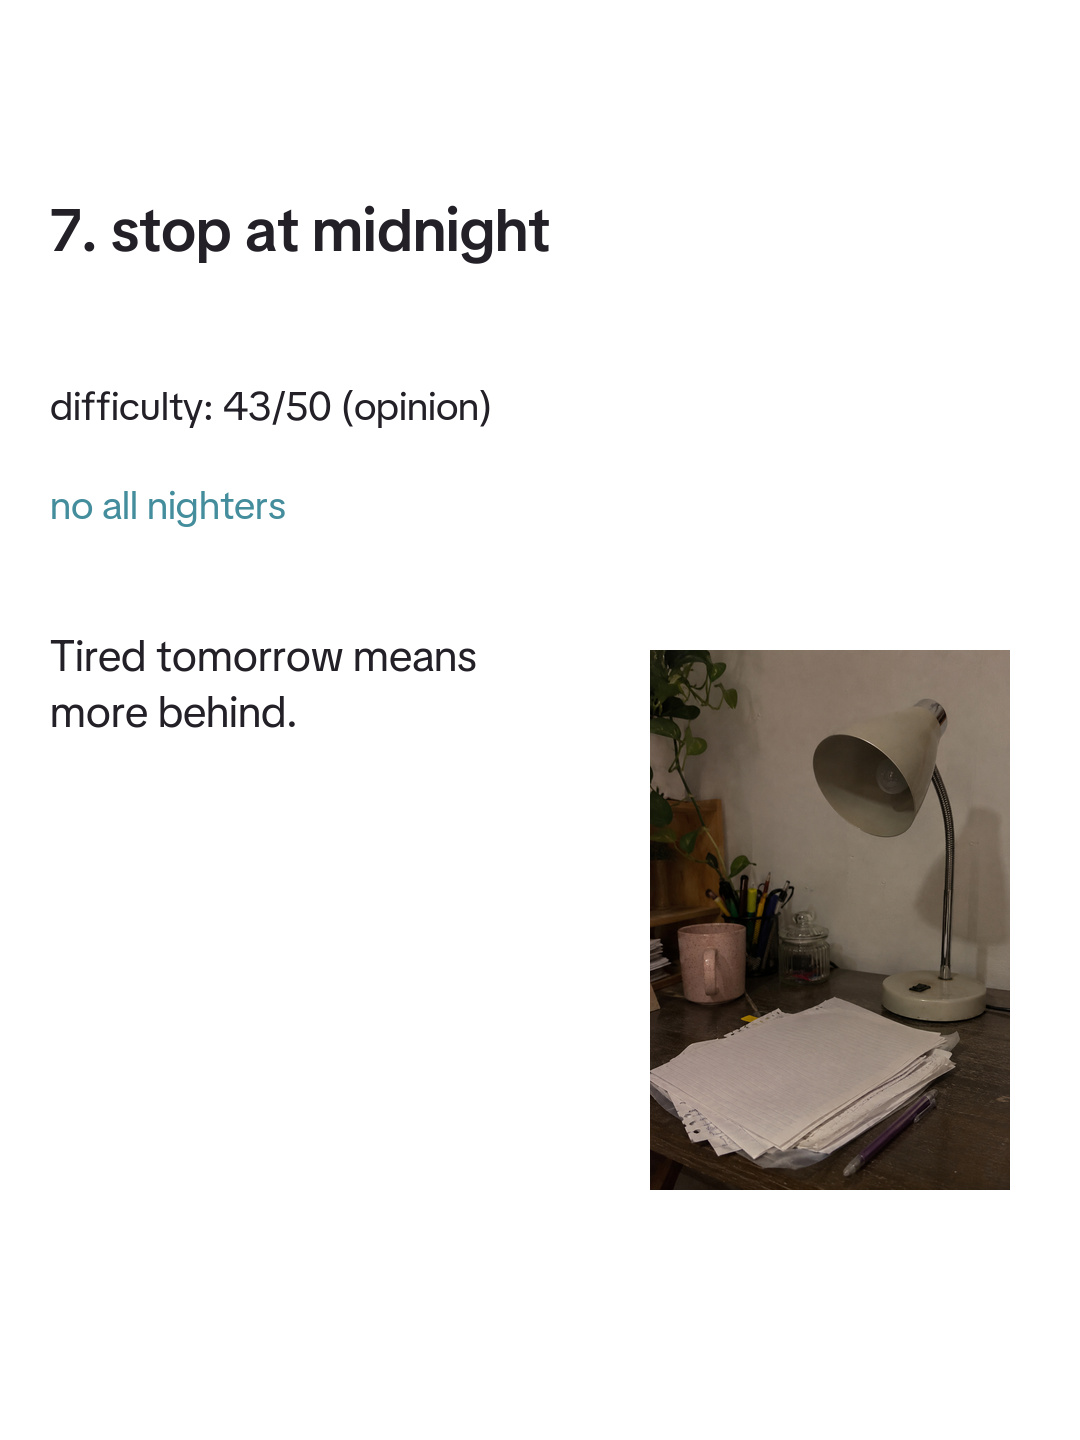 7. stop at midnight
difficulty: 43/50 (opinion)
no all nighters
Tired tomorrow means
more behind.